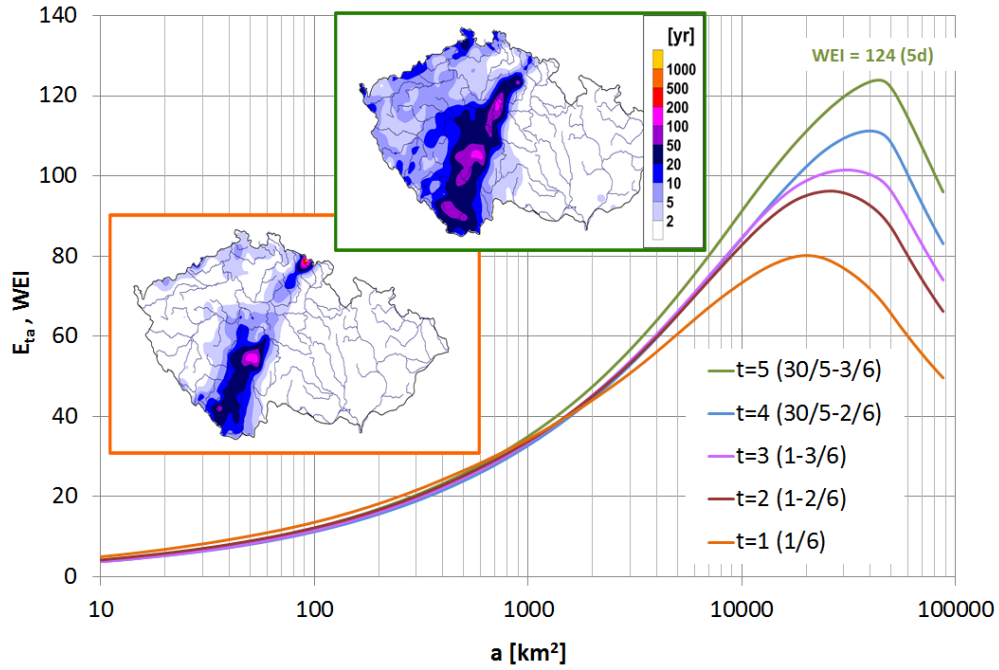 140
120
100
80
60
40
20
0
E_ta , WEI
[yr]
1000
500
200
100
50
20
10
5
2
WEI = 124 (5d)
t=5 (30/5-3/6)
t=4 (30/5-2/6)
t=3 (1-3/6)
t=2 (1-2/6)
t=1 (1/6)
10 100 1000 10000 100000
a [km²]